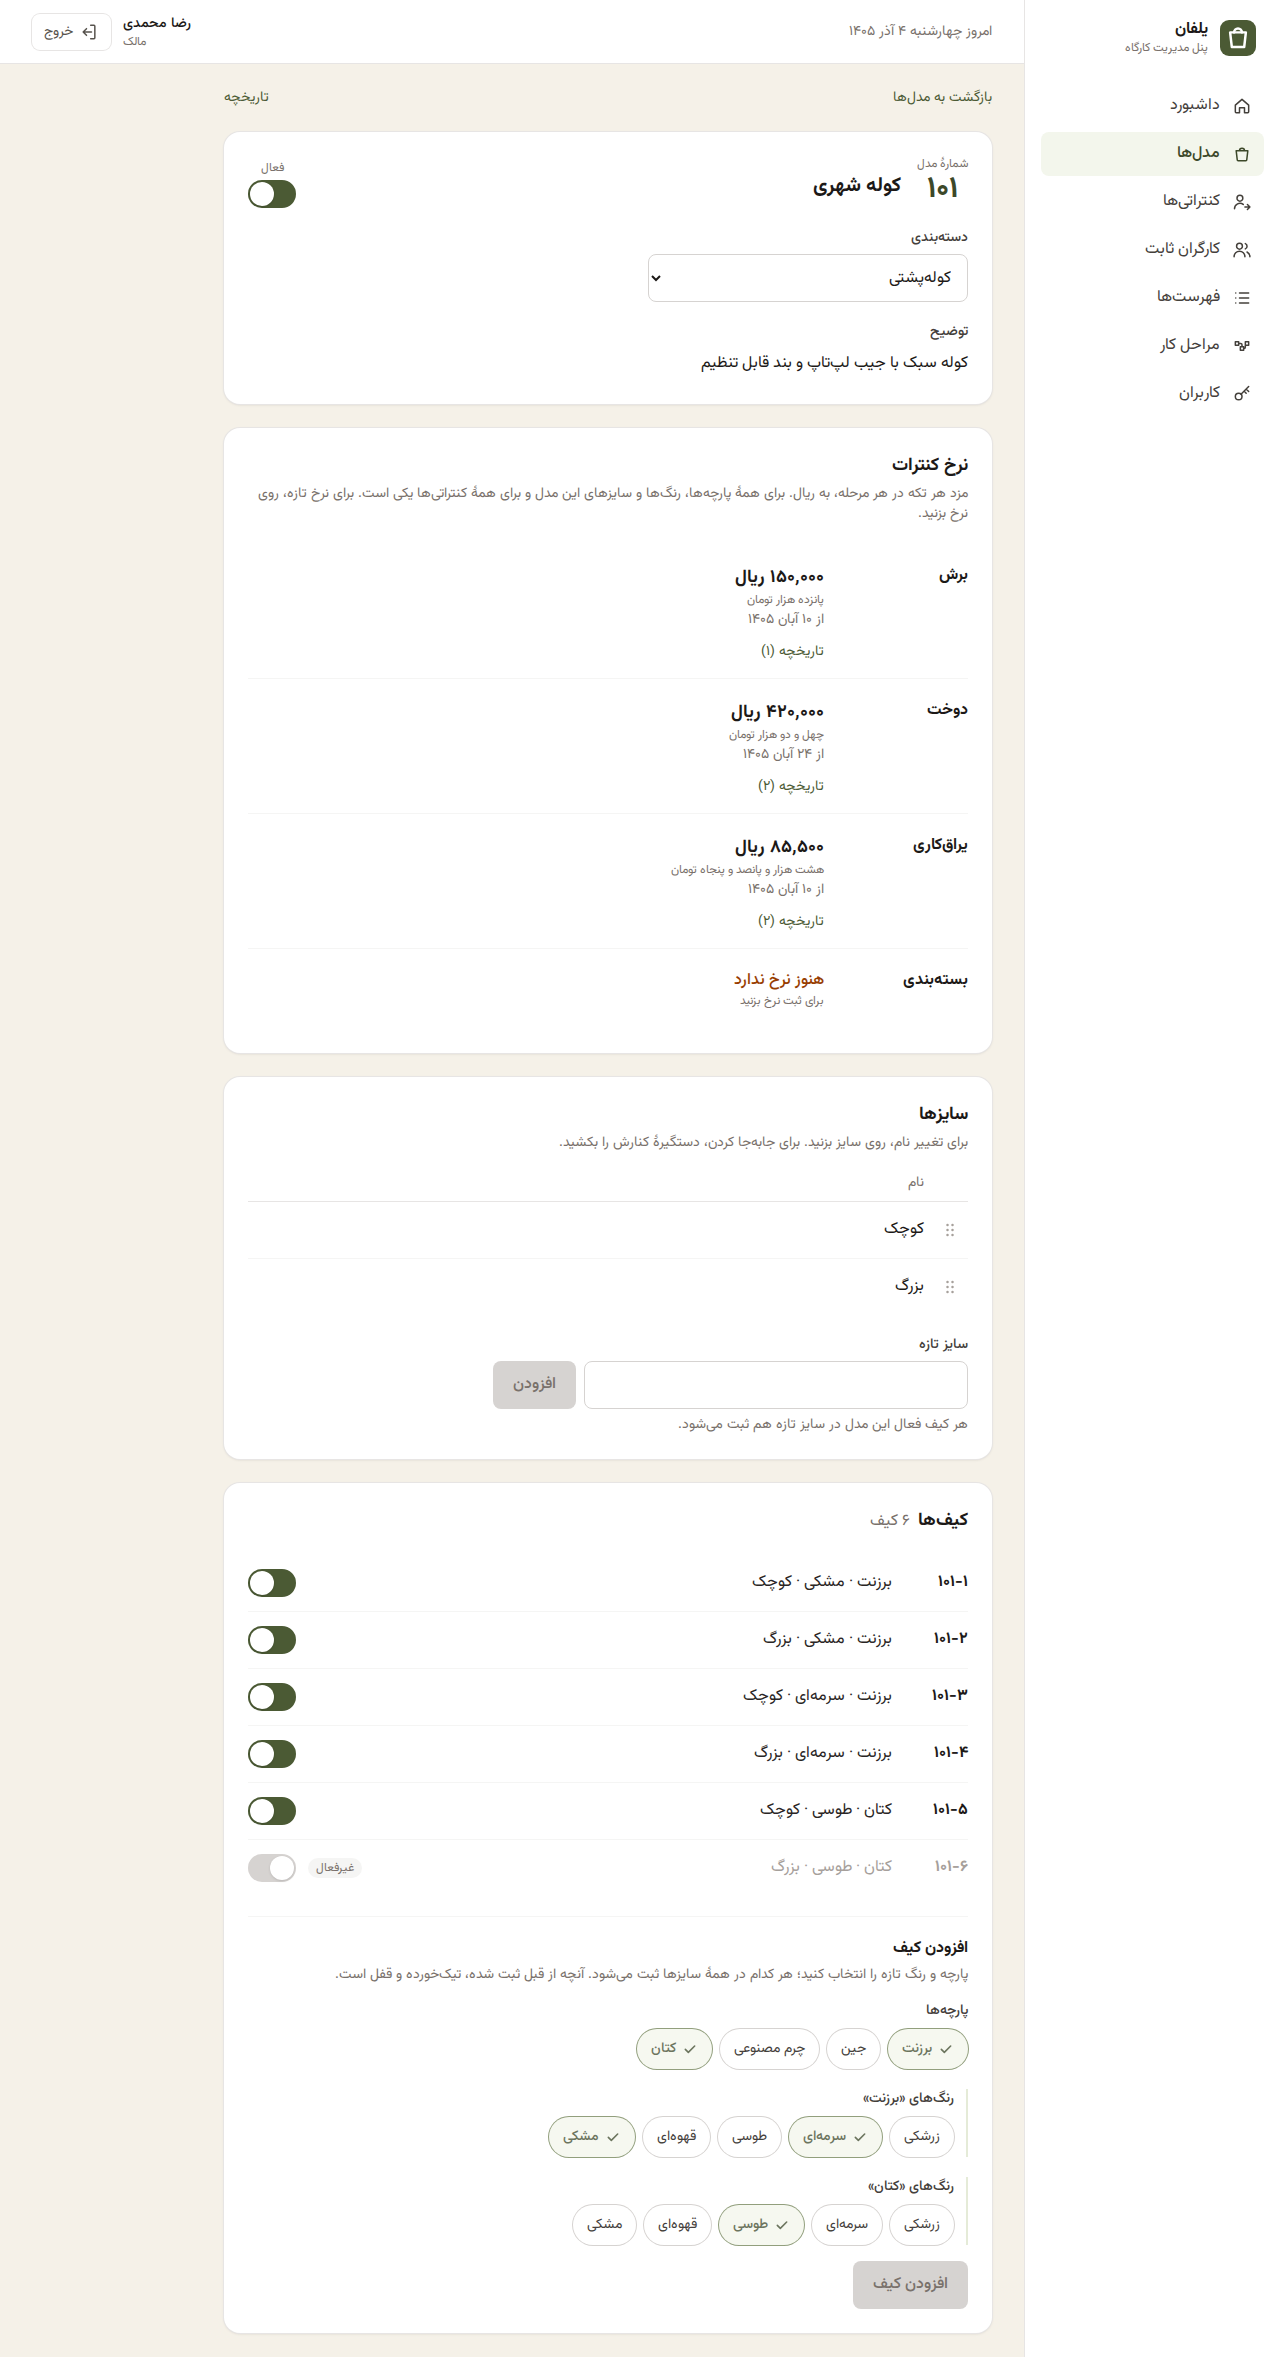 یلفان
پنل مدیریت کارگاه
داشبورد
مدل‌ها
کنتراتی‌ها
کارگران ثابت
فهرست‌ها
مراحل کار
کاربران
امروز چهارشنبه ۴ آذر ۱۴۰۵
رضا محمدی
مالک
خروج
بازگشت به مدل‌ها
تاریخچه
شمارهٔ مدل
۱۰۱
کوله شهری
فعال
دسته‌بندی
کوله‌پشتی
توضیح
کوله سبک با جیب لپ‌تاپ و بند قابل تنظیم
نرخ کنترات
مزد هر تکه در هر مرحله، به ریال. برای همهٔ پارچه‌ها، رنگ‌ها و سایزهای این مدل و برای همهٔ کنتراتی‌ها یکی است. برای نرخ تازه، روی
نرخ بزنید.
برش
۱۵۰,۰۰۰ ریال
پانزده هزار تومان
از ۱۰ آبان ۱۴۰۵
تاریخچه (۱)
دوخت
۴۲۰,۰۰۰ ریال
چهل و دو هزار تومان
از ۲۴ آبان ۱۴۰۵
تاریخچه (۲)
یراق‌کاری
۸۵,۵۰۰ ریال
هشت هزار و پانصد و پنجاه تومان
از ۱۰ آبان ۱۴۰۵
تاریخچه (۲)
بسته‌بندی
هنوز نرخ ندارد
برای ثبت نرخ بزنید
سایزها
برای تغییر نام، روی سایز بزنید. برای جابه‌جا کردن، دستگیرهٔ کنارش را بکشید.
نام
کوچک
بزرگ
سایز تازه
افزودن
هر کیف فعال این مدل در سایز تازه هم ثبت می‌شود.
کیف‌ها ۶ کیف
۱۰۱-۱ برزنت · مشکی · کوچک
۱۰۱-۲ برزنت · مشکی · بزرگ
۱۰۱-۳ برزنت · سرمه‌ای · کوچک
۱۰۱-۴ برزنت · سرمه‌ای · بزرگ
۱۰۱-۵ کتان · طوسی · کوچک
۱۰۱-۶ کتان · طوسی · بزرگ غیرفعال
افزودن کیف
پارچه و رنگ تازه را انتخاب کنید؛ هر کدام در همهٔ سایزها ثبت می‌شود. آنچه از قبل ثبت شده، تیک‌خورده و قفل است.
پارچه‌ها
برزنت جین چرم مصنوعی کتان
رنگ‌های «برزنت»
زرشکی سرمه‌ای طوسی قهوه‌ای مشکی
رنگ‌های «کتان»
زرشکی سرمه‌ای طوسی قهوه‌ای مشکی
افزودن کیف